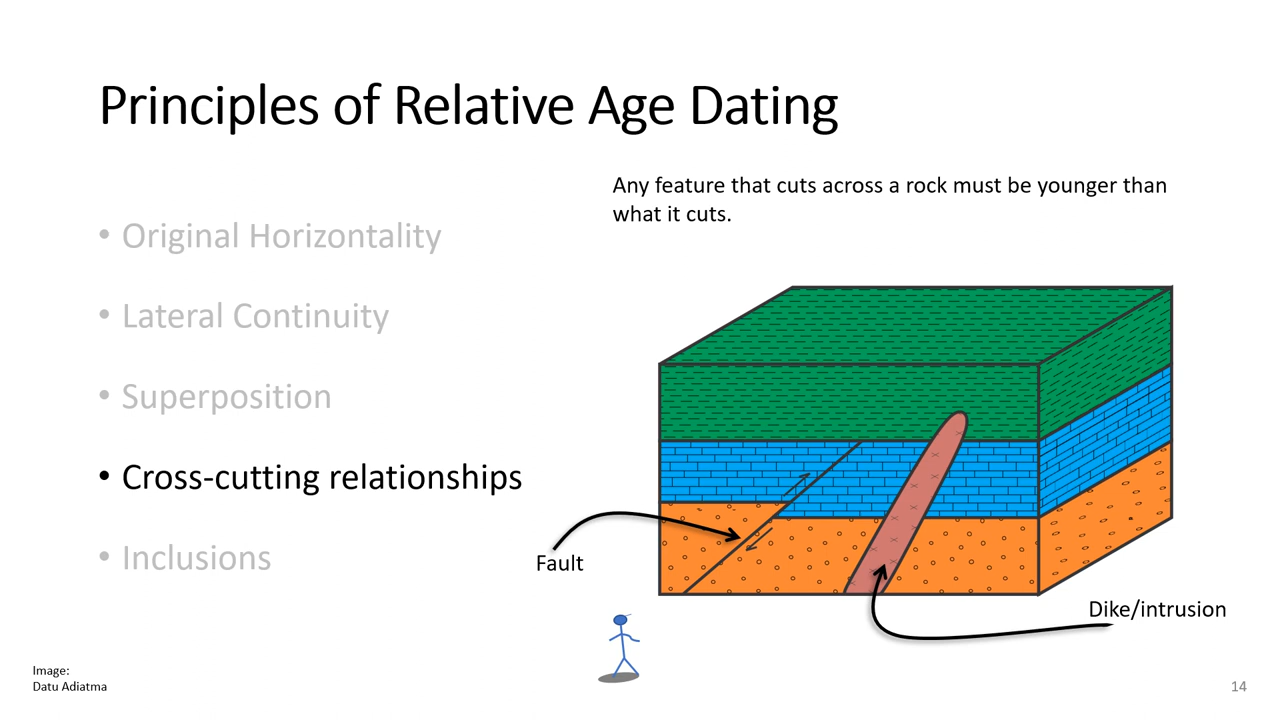 Principles of Relative Age Dating
Any feature that cuts across a rock must be younger than
what it cuts.
• Original Horizontality
• Lateral Continuity
• Superposition
• Cross-cutting relationships
• Inclusions
Fault
Dike/intrusion
Image:
Datu Adiatma
14